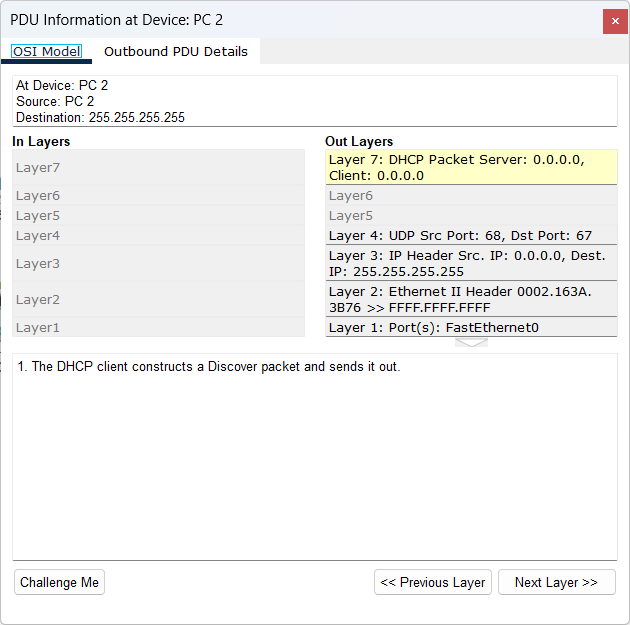 PDU Information at Device: PC 2
×
OSI Model
Outbound PDU Details
At Device: PC 2
Source: PC 2
Destination: 255.255.255.255
In Layers
Layer7
Layer6
Layer5
Layer4
Layer3
Layer2
Layer1
Out Layers
Layer 7: DHCP Packet Server: 0.0.0.0,
Client: 0.0.0.0
Layer6
Layer5
Layer 4: UDP Src Port: 68, Dst Port: 67
Layer 3: IP Header Src. IP: 0.0.0.0, Dest.
IP: 255.255.255.255
Layer 2: Ethernet II Header 0002.163A.
3B76 >> FFFF.FFFF.FFFF
Layer 1: Port(s): FastEthernet0
1. The DHCP client constructs a Discover packet and sends it out.
Challenge Me
<< Previous Layer
Next Layer >>